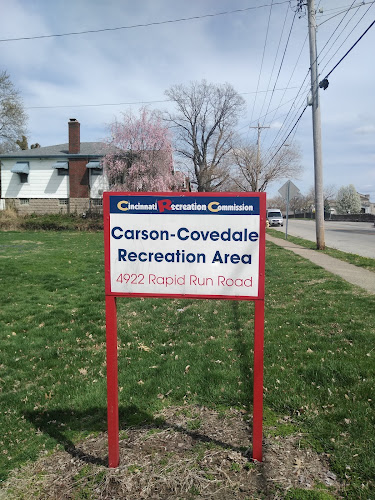 Cincinnati Recreation Commission
Carson-Covedale
Recreation Area
4922 Rapid Run Road